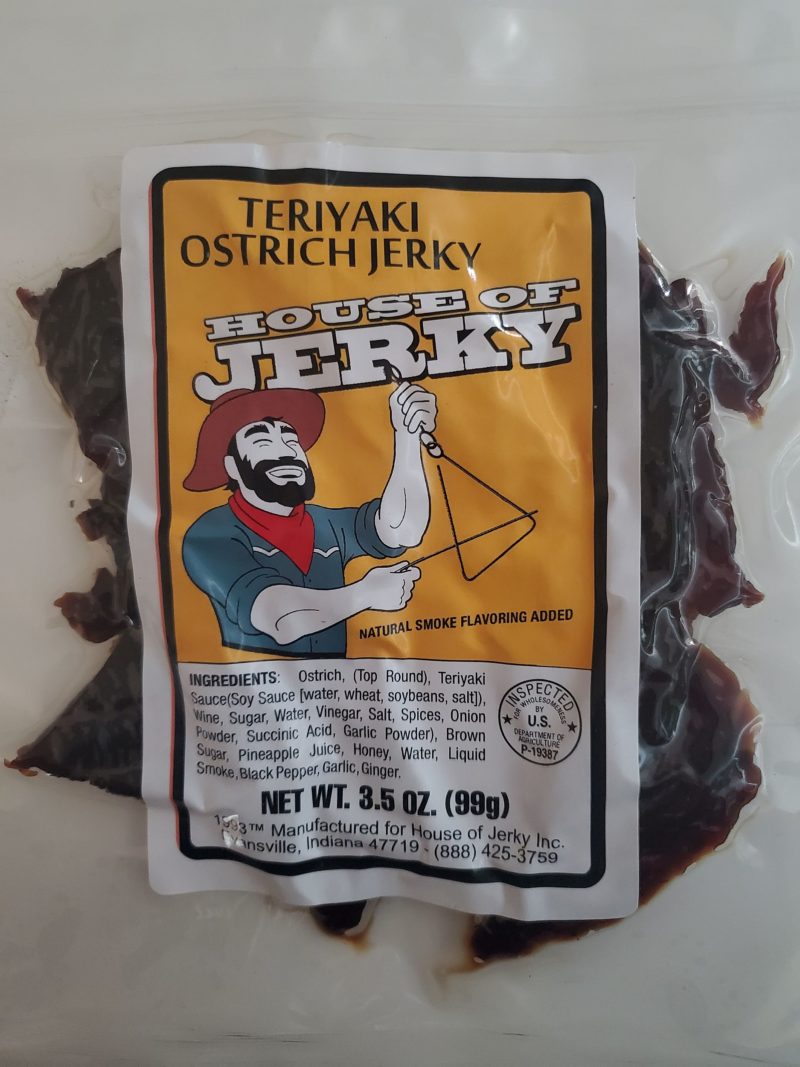 TERIYAKI
OSTRICH JERKY
HOUSE OF
JERKY
NATURAL SMOKE FLAVORING ADDED
INGREDIENTS: Ostrich, (Top Round), Teriyaki
Sauce(Soy Sauce [water, wheat, soybeans, salt]),
Wine, Sugar, Water, Vinegar, Salt, Spices, Onion
Powder, Succinic Acid, Garlic Powder), Brown
Sugar, Pineapple Juice, Honey, Water, Liquid
Smoke, Black Pepper, Garlic, Ginger.
INSPECTED
FOR WHOLESOMENESS
BY
U.S.
DEPARTMENT OF
AGRICULTURE
P-19387
NET WT. 3.5 OZ. (99g)
1993™ Manufactured for House of Jerky Inc.
Evansville, Indiana 47719 - (888) 425-3759